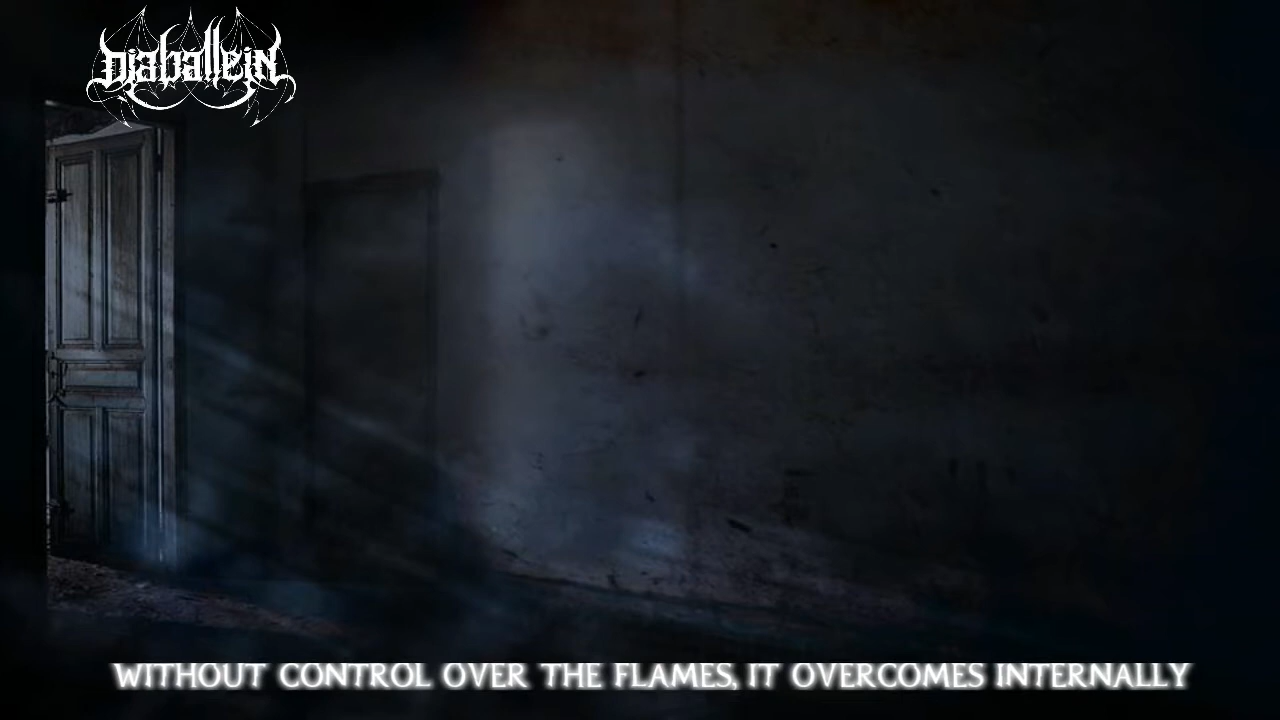 Diaballein
WITHOUT CONTROL OVER THE FLAMES, IT OVERCOMES INTERNALLY